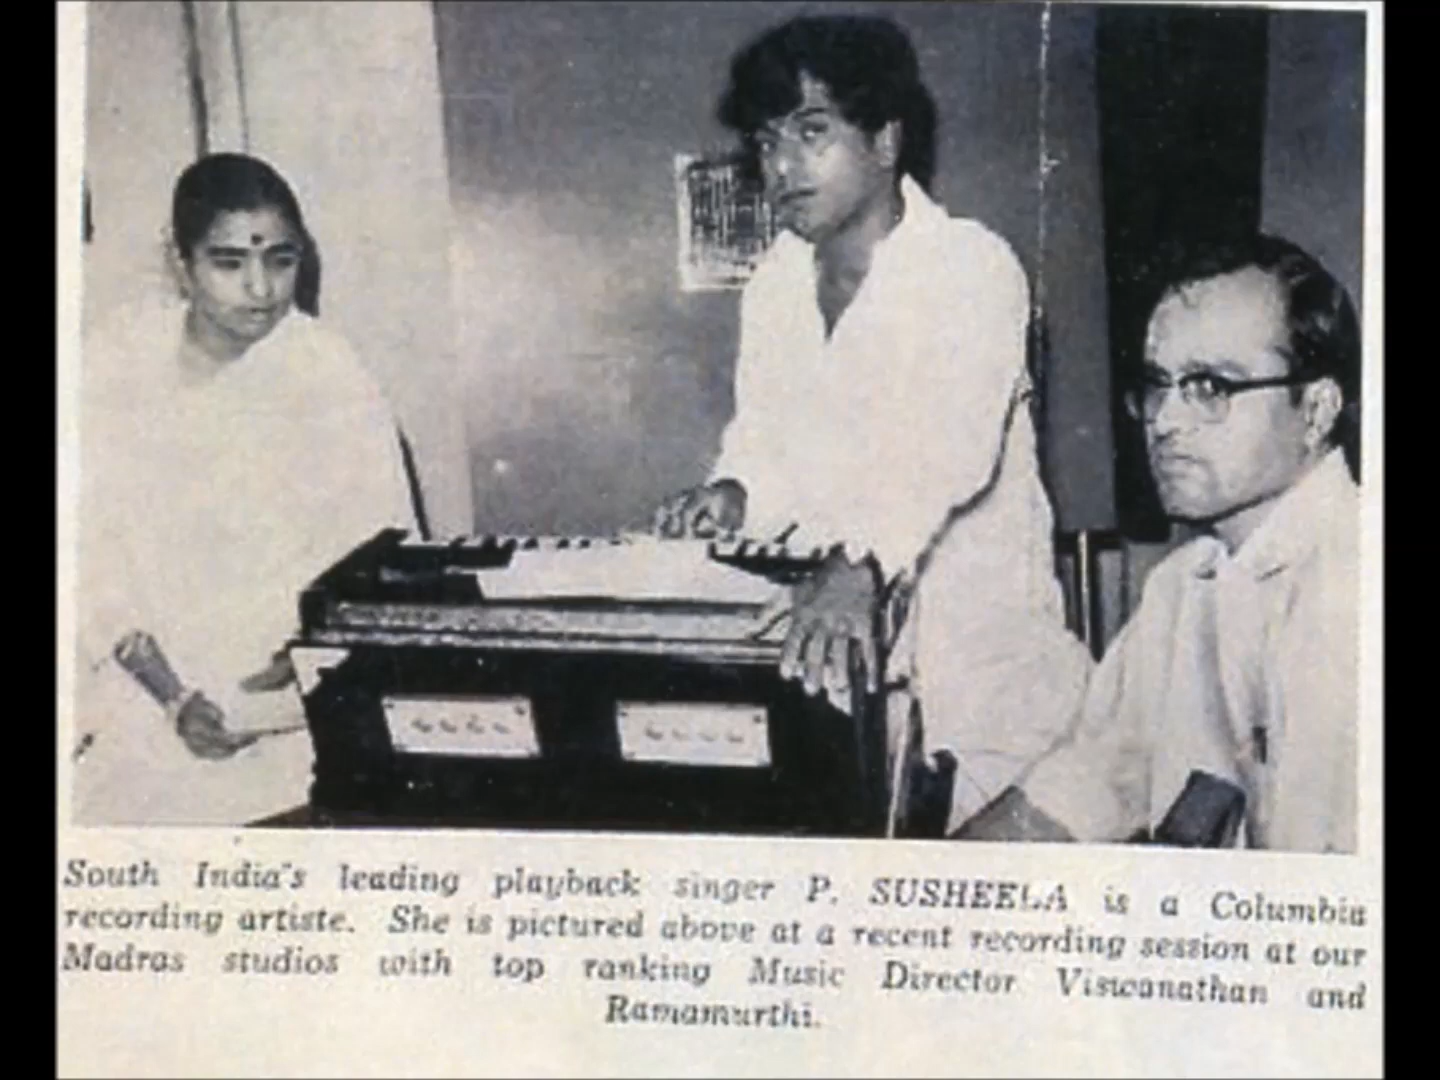 South India's leading playback singer P. SUSHEELA is a Columbia
recording artiste. She is pictured above at a recent recording session at our
Madras studios with top ranking Music Director Viswanathan and
Ramamurthi.